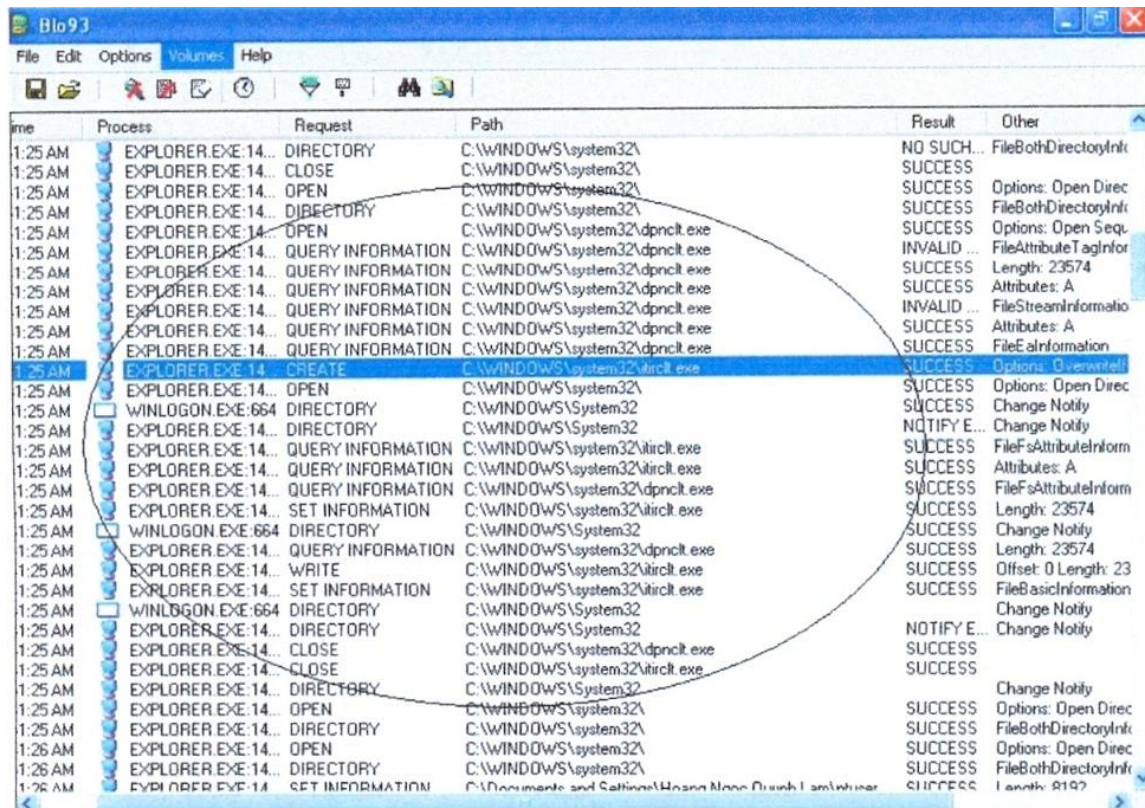 Blo93
File Edit Options Volumes Help
ime Process Request Path Result Other
1:25 AM EXPLORER.EXE:14... DIRECTORY C:\WINDOWS\system32\ NO SUCH... FileBothDirectoryInfo
1:25 AM EXPLORER.EXE:14... CLOSE C:\WINDOWS\system32\ SUCCESS
1:25 AM EXPLORER.EXE:14... OPEN C:\WINDOWS\system32\ SUCCESS Options: Open Direc
1:25 AM EXPLORER.EXE:14... DIRECTORY C:\WINDOWS\system32\ SUCCESS FileBothDirectoryInfo
1:25 AM EXPLORER.EXE:14... OPEN C:\WINDOWS\system32\dpnclt.exe SUCCESS Options: Open Sequ
1:25 AM EXPLORER.EXE:14... QUERY INFORMATION C:\WINDOWS\system32\dpnclt.exe INVALID ... FileAttributeTagInfor
1:25 AM EXPLORER.EXE:14... QUERY INFORMATION C:\WINDOWS\system32\dpnclt.exe SUCCESS Length: 23574
1:25 AM EXPLORER.EXE:14... QUERY INFORMATION C:\WINDOWS\system32\dpnclt.exe SUCCESS Attributes: A
1:25 AM EXPLORER.EXE:14... QUERY INFORMATION C:\WINDOWS\system32\dpnclt.exe INVALID ... FileStreamInformatio
1:25 AM EXPLORER.EXE:14... QUERY INFORMATION C:\WINDOWS\system32\dpnclt.exe SUCCESS Attributes: A
1:25 AM EXPLORER.EXE:14... QUERY INFORMATION C:\WINDOWS\system32\dpnclt.exe SUCCESS FileEaInformation
1:25 AM EXPLORER.EXE:14... CREATE C:\WINDOWS\system32\itirclt.exe SUCCESS Options: OverwriteIf
1:25 AM EXPLORER.EXE:14... OPEN C:\WINDOWS\system32\ SUCCESS Options: Open Direc
1:25 AM WINLOGON.EXE:664 DIRECTORY C:\WINDOWS\System32 SUCCESS Change Notify
1:25 AM EXPLORER.EXE:14... DIRECTORY C:\WINDOWS\System32 NOTIFY E... Change Notify
1:25 AM EXPLORER.EXE:14... QUERY INFORMATION C:\WINDOWS\system32\itirclt.exe SUCCESS FileFsAttributeInform
1:25 AM EXPLORER.EXE:14... QUERY INFORMATION C:\WINDOWS\system32\itirclt.exe SUCCESS Attributes: A
1:25 AM EXPLORER.EXE:14... QUERY INFORMATION C:\WINDOWS\system32\dpnclt.exe SUCCESS FileFsAttributeInform
1:25 AM EXPLORER.EXE:14... SET INFORMATION C:\WINDOWS\system32\itirclt.exe SUCCESS Length: 23574
1:25 AM WINLOGON.EXE:664 DIRECTORY C:\WINDOWS\System32 SUCCESS Change Notify
1:25 AM EXPLORER.EXE:14... QUERY INFORMATION C:\WINDOWS\system32\dpnclt.exe SUCCESS Length: 23574
1:25 AM EXPLORER.EXE:14... WRITE C:\WINDOWS\system32\itirclt.exe SUCCESS Offset: 0 Length: 23
1:25 AM EXPLORER.EXE:14... SET INFORMATION C:\WINDOWS\system32\itirclt.exe SUCCESS FileBasicInformation
1:25 AM WINLOGON.EXE:664 DIRECTORY C:\WINDOWS\System32 Change Notify
1:25 AM EXPLORER.EXE:14... DIRECTORY C:\WINDOWS\System32 NOTIFY E... Change Notify
1:25 AM EXPLORER.EXE:14... CLOSE C:\WINDOWS\system32\dpnclt.exe SUCCESS
1:25 AM EXPLORER.EXE:14... CLOSE C:\WINDOWS\system32\itirclt.exe SUCCESS
1:25 AM EXPLORER.EXE:14... DIRECTORY C:\WINDOWS\System32 Change Notify
1:25 AM EXPLORER.EXE:14... OPEN C:\WINDOWS\system32\ SUCCESS Options: Open Direc
1:25 AM EXPLORER.EXE:14... DIRECTORY C:\WINDOWS\system32\ SUCCESS FileBothDirectoryInfo
1:26 AM EXPLORER.EXE:14... OPEN C:\WINDOWS\system32\ SUCCESS Options: Open Direc
1:26 AM EXPLORER.EXE:14... DIRECTORY C:\WINDOWS\system32\ SUCCESS FileBothDirectoryInfo
1:26 AM EXPLORER.EXE:14... SET INFORMATION C:\Documents and Settings\Hoang Ngoc Quynh Lam\ntuser SUCCESS Length: 8192